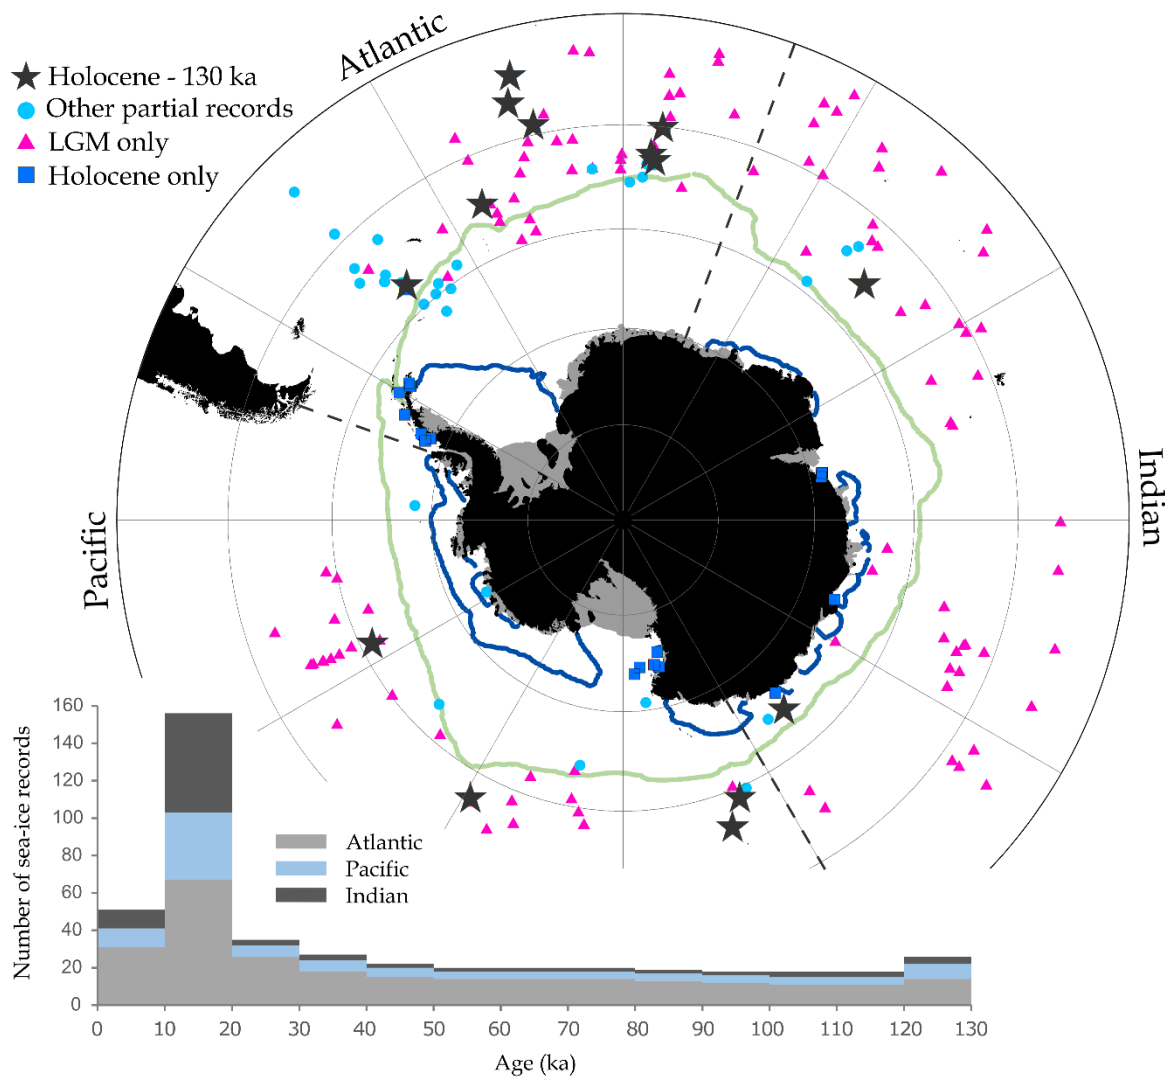 Atlantic
Holocene - 130 ka
Other partial records
LGM only
Holocene only
Indian
Pacific
160
140
120
100
80
60
40
20
0
Number of sea-ice records
Atlantic
Pacific
Indian
0 10 20 30 40 50 60 70 80 90 100 110 120 130
Age (ka)